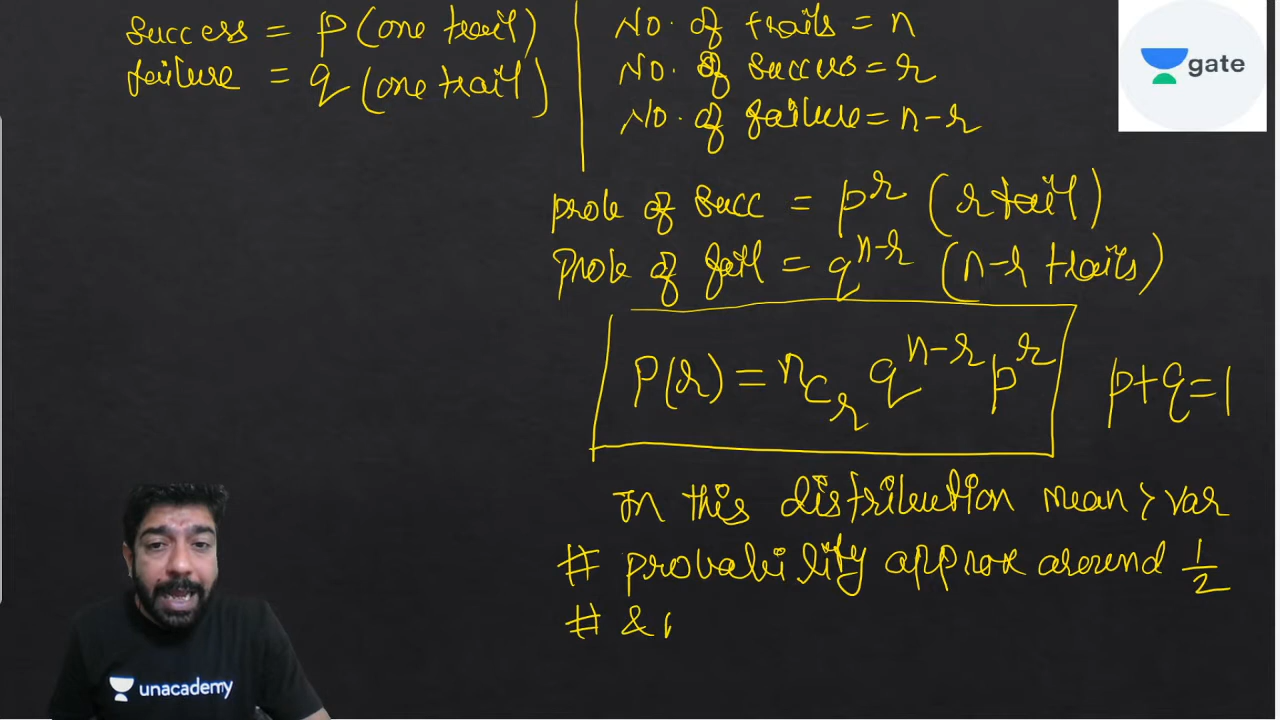 Success = p (one trail)
failure = q (one trail)
No. of trails = n
No. of success = r
No. of failure = n-r
gate
prob of succ = p^r (r trail)
prob of fail = q^n-r (n-r trails)
P(r) = nCr q^n-r p^r
p+q=1
In this distribution mean > var
# probability approx around 1/2
# &
unacademy